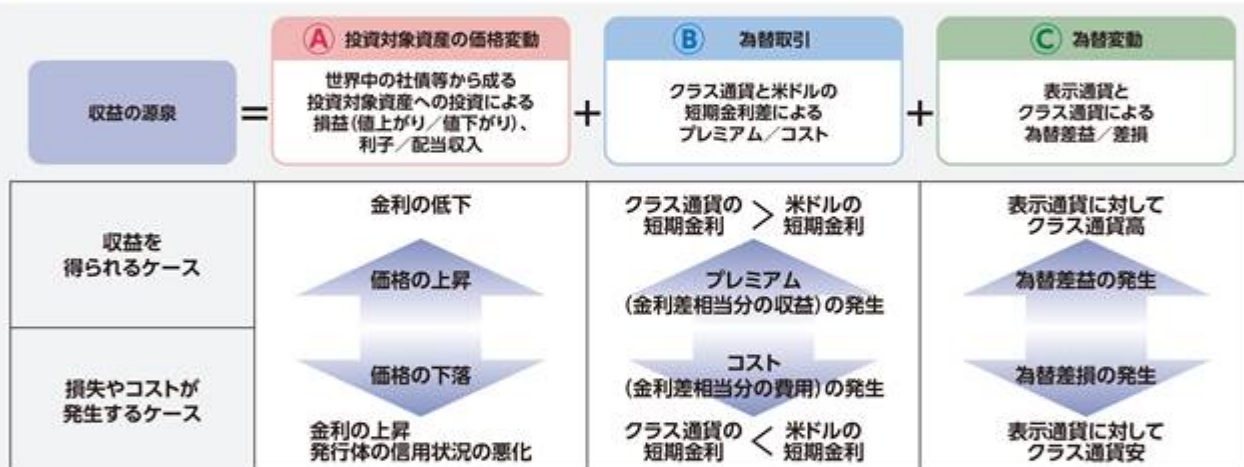 収益の源泉
=
Ⓐ 投資対象資産の価格変動
世界中の社債等から成る
投資対象資産への投資による
損益(値上がり/値下がり)、
利子/配当収入
+
Ⓑ 為替取引
クラス通貨と米ドルの
短期金利差による
プレミアム/コスト
+
Ⓒ 為替変動
表示通貨と
クラス通貨による
為替差益/差損
収益を
得られるケース
金利の低下
価格の上昇
クラス通貨の
短期金利
>
米ドルの
短期金利
プレミアム
(金利差相当分の収益)の発生
表示通貨に対して
クラス通貨高
為替差益の発生
損失やコストが
発生するケース
価格の下落
金利の上昇
発行体の信用状況の悪化
コスト
(金利差相当分の費用)の発生
クラス通貨の
短期金利
<
米ドルの
短期金利
為替差損の発生
表示通貨に対して
クラス通貨安